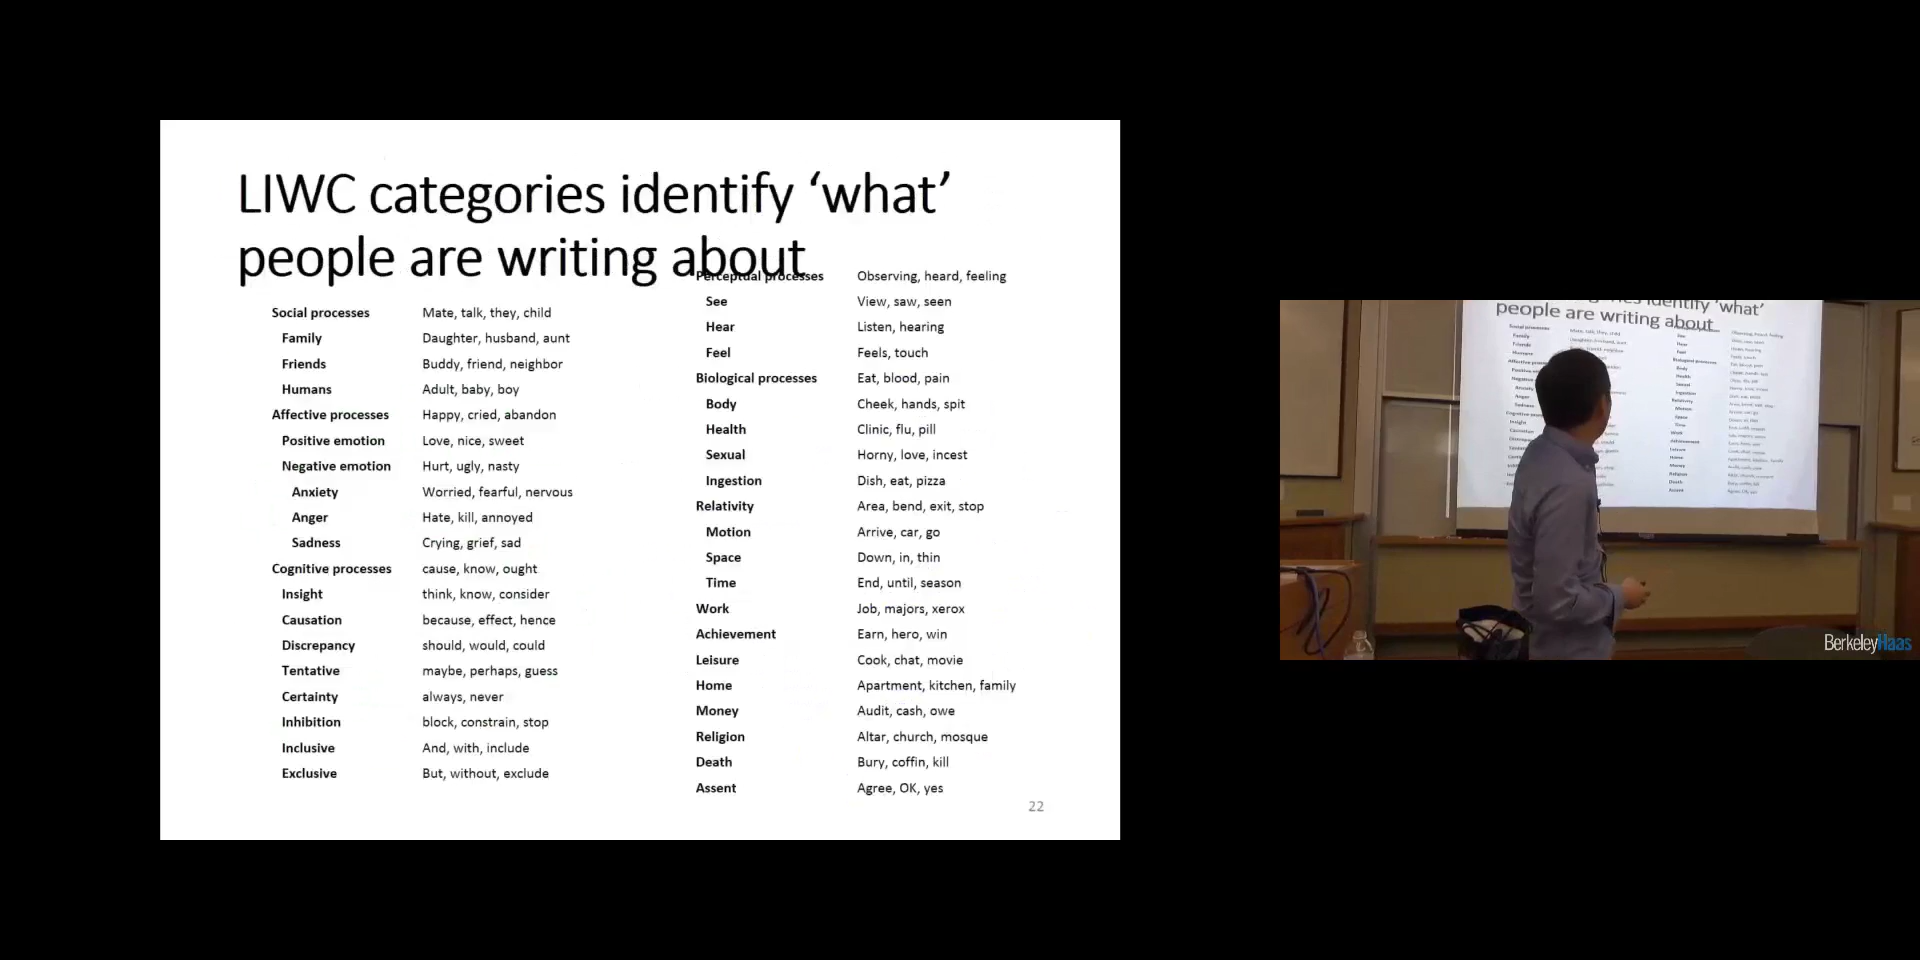 LIWC categories identify ‘what’
people are writing about
Social processes Mate, talk, they, child
Family Daughter, husband, aunt
Friends Buddy, friend, neighbor
Humans Adult, baby, boy
Affective processes Happy, cried, abandon
Positive emotion Love, nice, sweet
Negative emotion Hurt, ugly, nasty
Anxiety Worried, fearful, nervous
Anger Hate, kill, annoyed
Sadness Crying, grief, sad
Cognitive processes cause, know, ought
Insight think, know, consider
Causation because, effect, hence
Discrepancy should, would, could
Tentative maybe, perhaps, guess
Certainty always, never
Inhibition block, constrain, stop
Inclusive And, with, include
Exclusive But, without, exclude
Perceptual processes Observing, heard, feeling
See View, saw, seen
Hear Listen, hearing
Feel Feels, touch
Biological processes Eat, blood, pain
Body Cheek, hands, spit
Health Clinic, flu, pill
Sexual Horny, love, incest
Ingestion Dish, eat, pizza
Relativity Area, bend, exit, stop
Motion Arrive, car, go
Space Down, in, thin
Time End, until, season
Work Job, majors, xerox
Achievement Earn, hero, win
Leisure Cook, chat, movie
Home Apartment, kitchen, family
Money Audit, cash, owe
Religion Altar, church, mosque
Death Bury, coffin, kill
Assent Agree, OK, yes
22
identify ‘what’
people are writing about
BerkeleyHaas